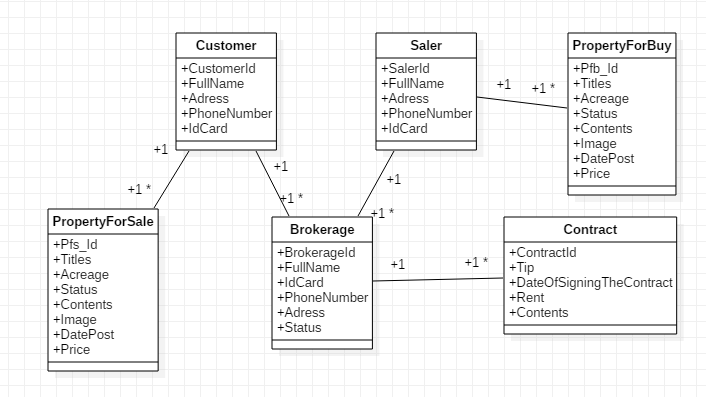 Customer
+CustomerId
+FullName
+Adress
+PhoneNumber
+IdCard
Saler
+SalerId
+FullName
+Adress
+PhoneNumber
+IdCard
PropertyForBuy
+Pfb_Id
+Titles
+Acreage
+Status
+Contents
+Image
+DatePost
+Price
+1
+1 *
+1
+1 *
+1
+1 *
+1
+1 *
PropertyForSale
+Pfs_Id
+Titles
+Acreage
+Status
+Contents
+Image
+DatePost
+Price
Brokerage
+BrokerageId
+FullName
+IdCard
+PhoneNumber
+Adress
+Status
+1
+1 *
Contract
+ContractId
+Tip
+DateOfSigningTheContract
+Rent
+Contents